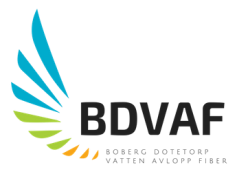 BDVAF
BOBERG DOTETORP
VATTEN AVLOPP FIBER